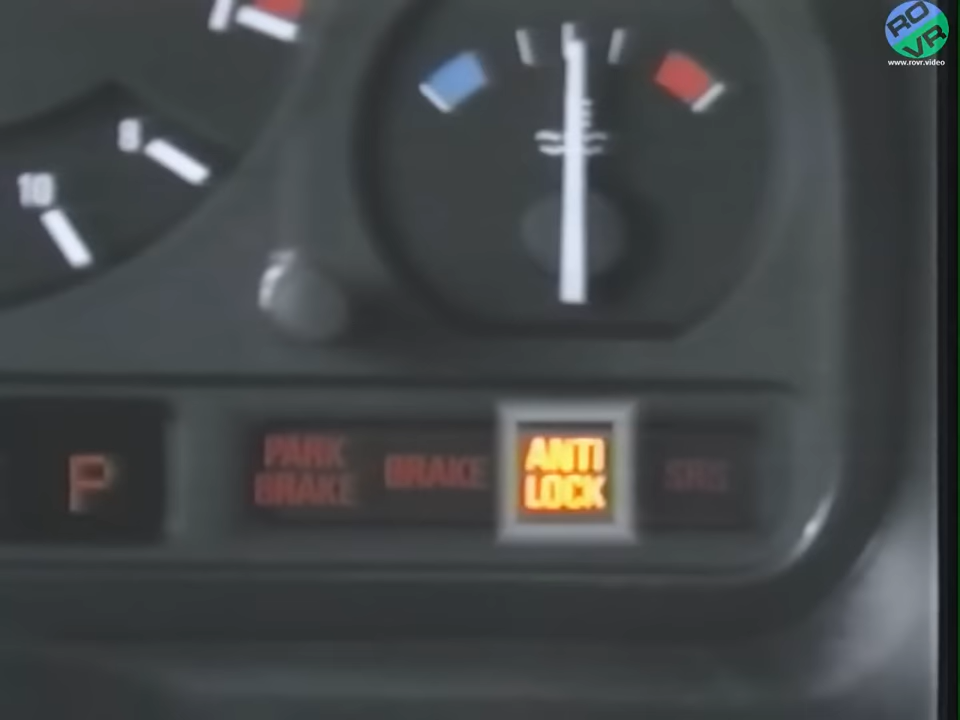 RO
VR
www.rovr.video
8
10
P
PARK
BRAKE
BRAKE
ANTI
LOCK
SRS